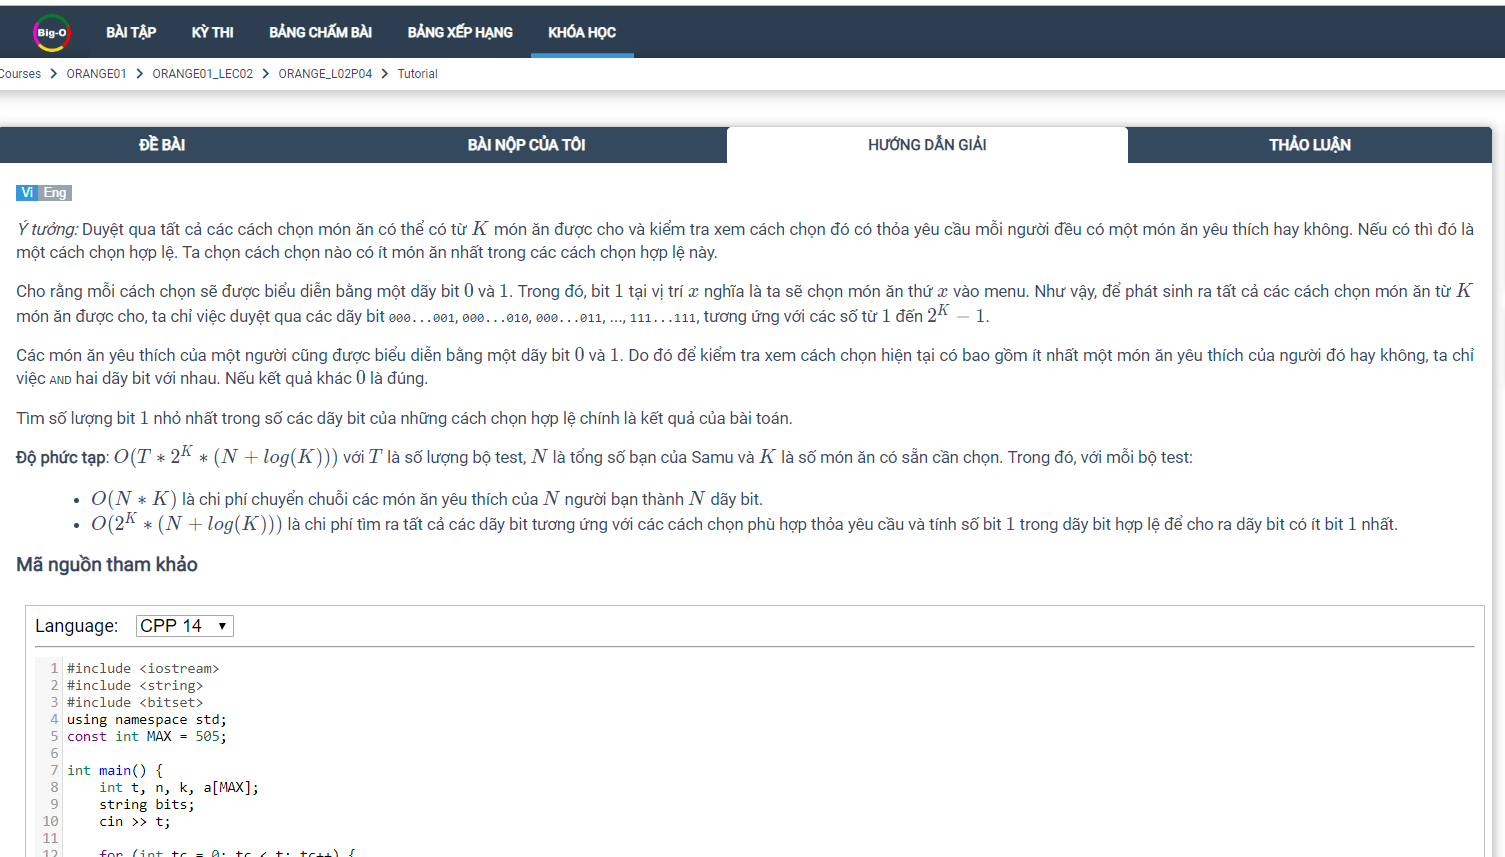 Big-O BÀI TẬP KỲ THI BẢNG CHẤM BÀI BẢNG XẾP HẠNG KHÓA HỌC
Courses ORANGE01 ORANGE01_LEC02 ORANGE_L02P04 Tutorial
ĐỀ BÀI BÀI NỘP CỦA TÔI HƯỚNG DẪN GIẢI THẢO LUẬN
Vi Eng
Ý tưởng: Duyệt qua tất cả các cách chọn món ăn có thể có từ K món ăn được cho và kiểm tra xem cách chọn đó có thỏa yêu cầu mỗi người đều có một món ăn yêu thích hay không. Nếu có thì đó là
một cách chọn hợp lệ. Ta chọn cách chọn nào có ít món ăn nhất trong các cách chọn hợp lệ này.
Cho rằng mỗi cách chọn sẽ được biểu diễn bằng một dãy bit 0 và 1. Trong đó, bit 1 tại vị trí x nghĩa là ta sẽ chọn món ăn thứ x vào menu. Như vậy, để phát sinh ra tất cả các cách chọn món ăn từ K
món ăn được cho, ta chỉ việc duyệt qua các dãy bit 000...001, 000...010, 000...011, ..., 111...111, tương ứng với các số từ 1 đến 2^K − 1.
Các món ăn yêu thích của một người cũng được biểu diễn bằng một dãy bit 0 và 1. Do đó để kiểm tra xem cách chọn hiện tại có bao gồm ít nhất một món ăn yêu thích của người đó hay không, ta chỉ
việc AND hai dãy bit với nhau. Nếu kết quả khác 0 là đúng.
Tìm số lượng bit 1 nhỏ nhất trong số các dãy bit của những cách chọn hợp lệ chính là kết quả của bài toán.
Độ phức tạp: O(T ∗ 2^K ∗ (N + log(K))) với T là số lượng bộ test, N là tổng số bạn của Samu và K là số món ăn có sẵn cần chọn. Trong đó, với mỗi bộ test:
• O(N ∗ K) là chi phí chuyển chuỗi các món ăn yêu thích của N người bạn thành N dãy bit.
• O(2^K ∗ (N + log(K))) là chi phí tìm ra tất cả các dãy bit tương ứng với các cách chọn phù hợp thỏa yêu cầu và tính số bit 1 trong dãy bit hợp lệ để cho ra dãy bit có ít bit 1 nhất.
Mã nguồn tham khảo
Language: CPP 14
1 #include <iostream>
2 #include <string>
3 #include <bitset>
4 using namespace std;
5 const int MAX = 505;
6
7 int main() {
8 int t, n, k, a[MAX];
9 string bits;
10 cin >> t;
11
12 for (int tc = 0; tc < t; tc++) {